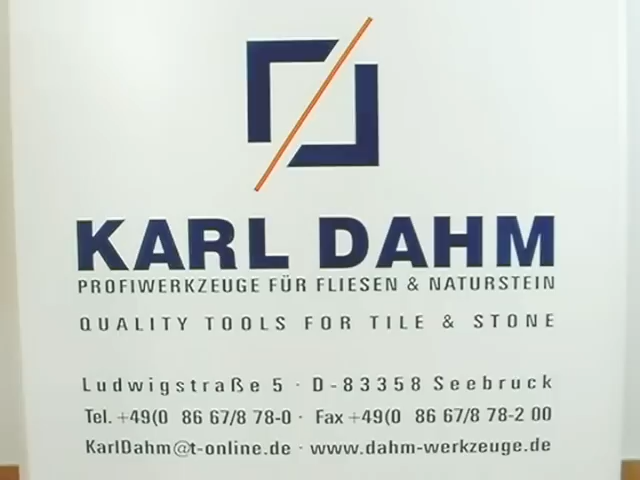 KARL DAHM
PROFIWERKZEUGE FÜR FLIESEN & NATURSTEIN
QUALITY TOOLS FOR TILE & STONE
Ludwigstraße 5 · D-83358 Seebruck
Tel. +49(0 86 67/8 78-0 · Fax +49(0 86 67/8 78-2 00
KarlDahm@t-online.de · www.dahm-werkzeuge.de